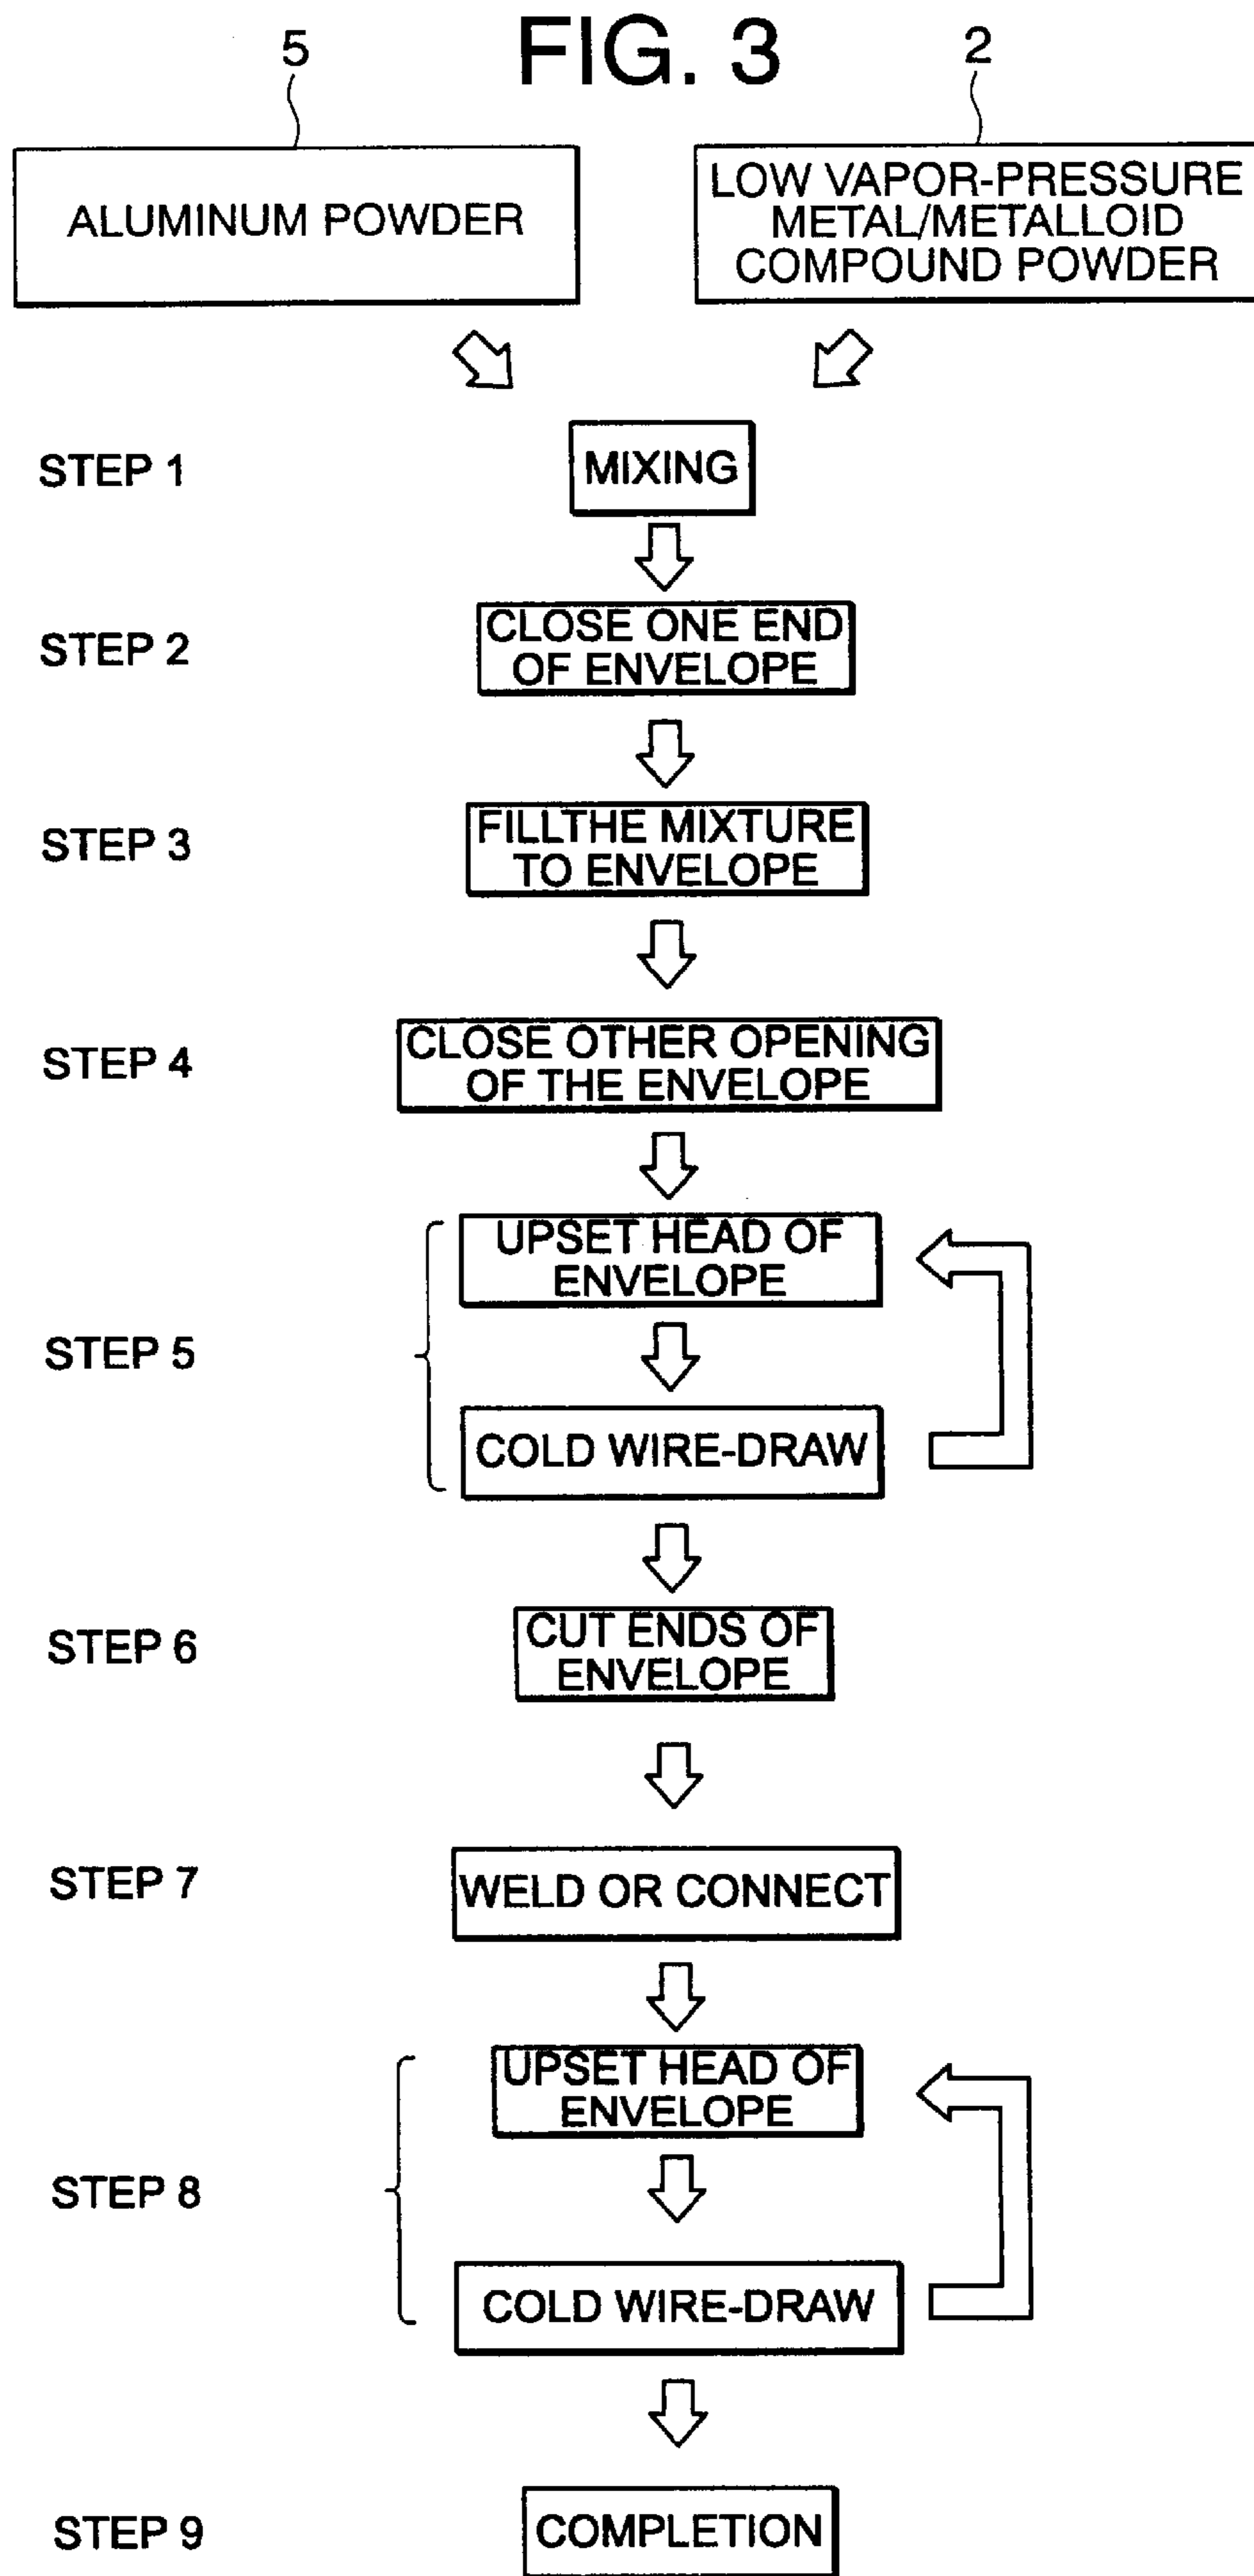 FIG. 3
5
2
ALUMINUM POWDER
LOW VAPOR-PRESSURE
METAL/METALLOID
COMPOUND POWDER
STEP 1
MIXING
STEP 2
CLOSE ONE END
OF ENVELOPE
STEP 3
FILLTHE MIXTURE
TO ENVELOPE
STEP 4
CLOSE OTHER OPENING
OF THE ENVELOPE
STEP 5
UPSET HEAD OF
ENVELOPE
COLD WIRE-DRAW
STEP 6
CUT ENDS OF
ENVELOPE
STEP 7
WELD OR CONNECT
STEP 8
UPSET HEAD OF
ENVELOPE
COLD WIRE-DRAW
STEP 9
COMPLETION